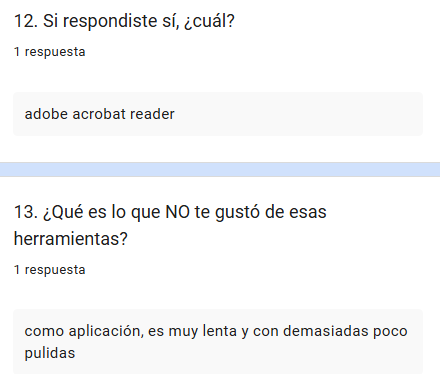 12. Si respondiste sí, ¿cuál?
1 respuesta
adobe acrobat reader
13. ¿Qué es lo que NO te gustó de esas
herramientas?
1 respuesta
como aplicación, es muy lenta y con demasiadas poco
pulidas